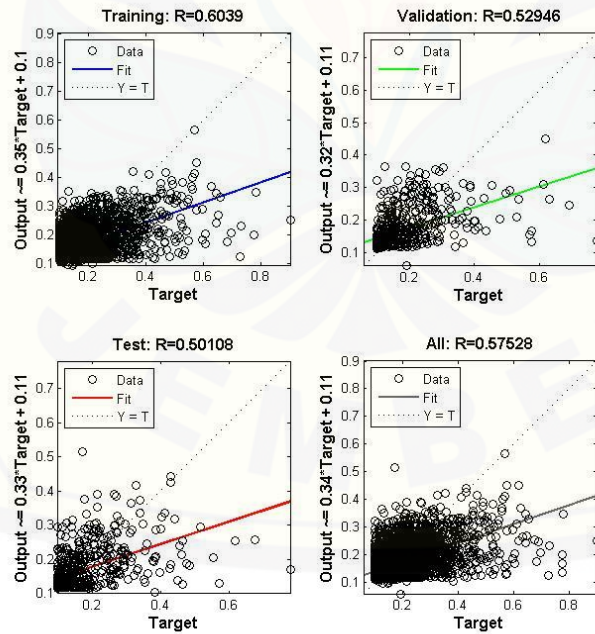 Training: R=0.6039
Output ~= 0.35*Target + 0.1
0.9
0.8
0.7
0.6
0.5
0.4
0.3
0.2
0.1
Data
Fit
Y = T
0.2
0.4
0.6
0.8
Target
Validation: R=0.52946
Output ~= 0.32*Target + 0.11
0.7
0.6
0.5
0.4
0.3
0.2
0.1
Data
Fit
Y = T
0.2
0.4
0.6
Target
Test: R=0.50108
Output ~= 0.33*Target + 0.11
0.7
0.6
0.5
0.4
0.3
0.2
0.1
Data
Fit
Y = T
0.2
0.4
0.6
Target
All: R=0.57528
Output ~= 0.34*Target + 0.11
0.9
0.8
0.7
0.6
0.5
0.4
0.3
0.2
0.1
Data
Fit
Y = T
0.2
0.4
0.6
0.8
Target
JEMBE